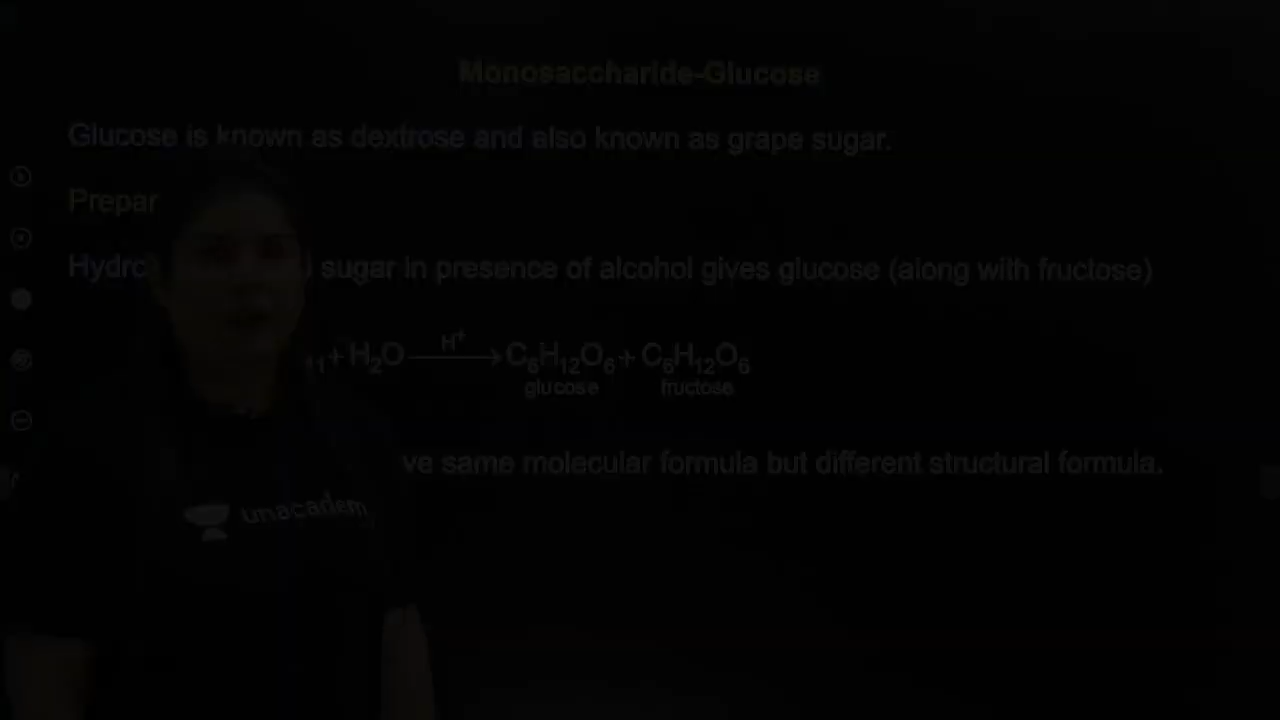 Monosaccharide-Glucose
Glucose is known as dextrose and also known as grape sugar.
Prepar
Hydro sugar in presence of alcohol gives glucose (along with fructose)
H⁺
₁₁ + H₂O ⟶ C₆H₁₂O₆ + C₆H₁₂O₆
glucose fructose
ve same molecular formula but different structural formula.
unacadem